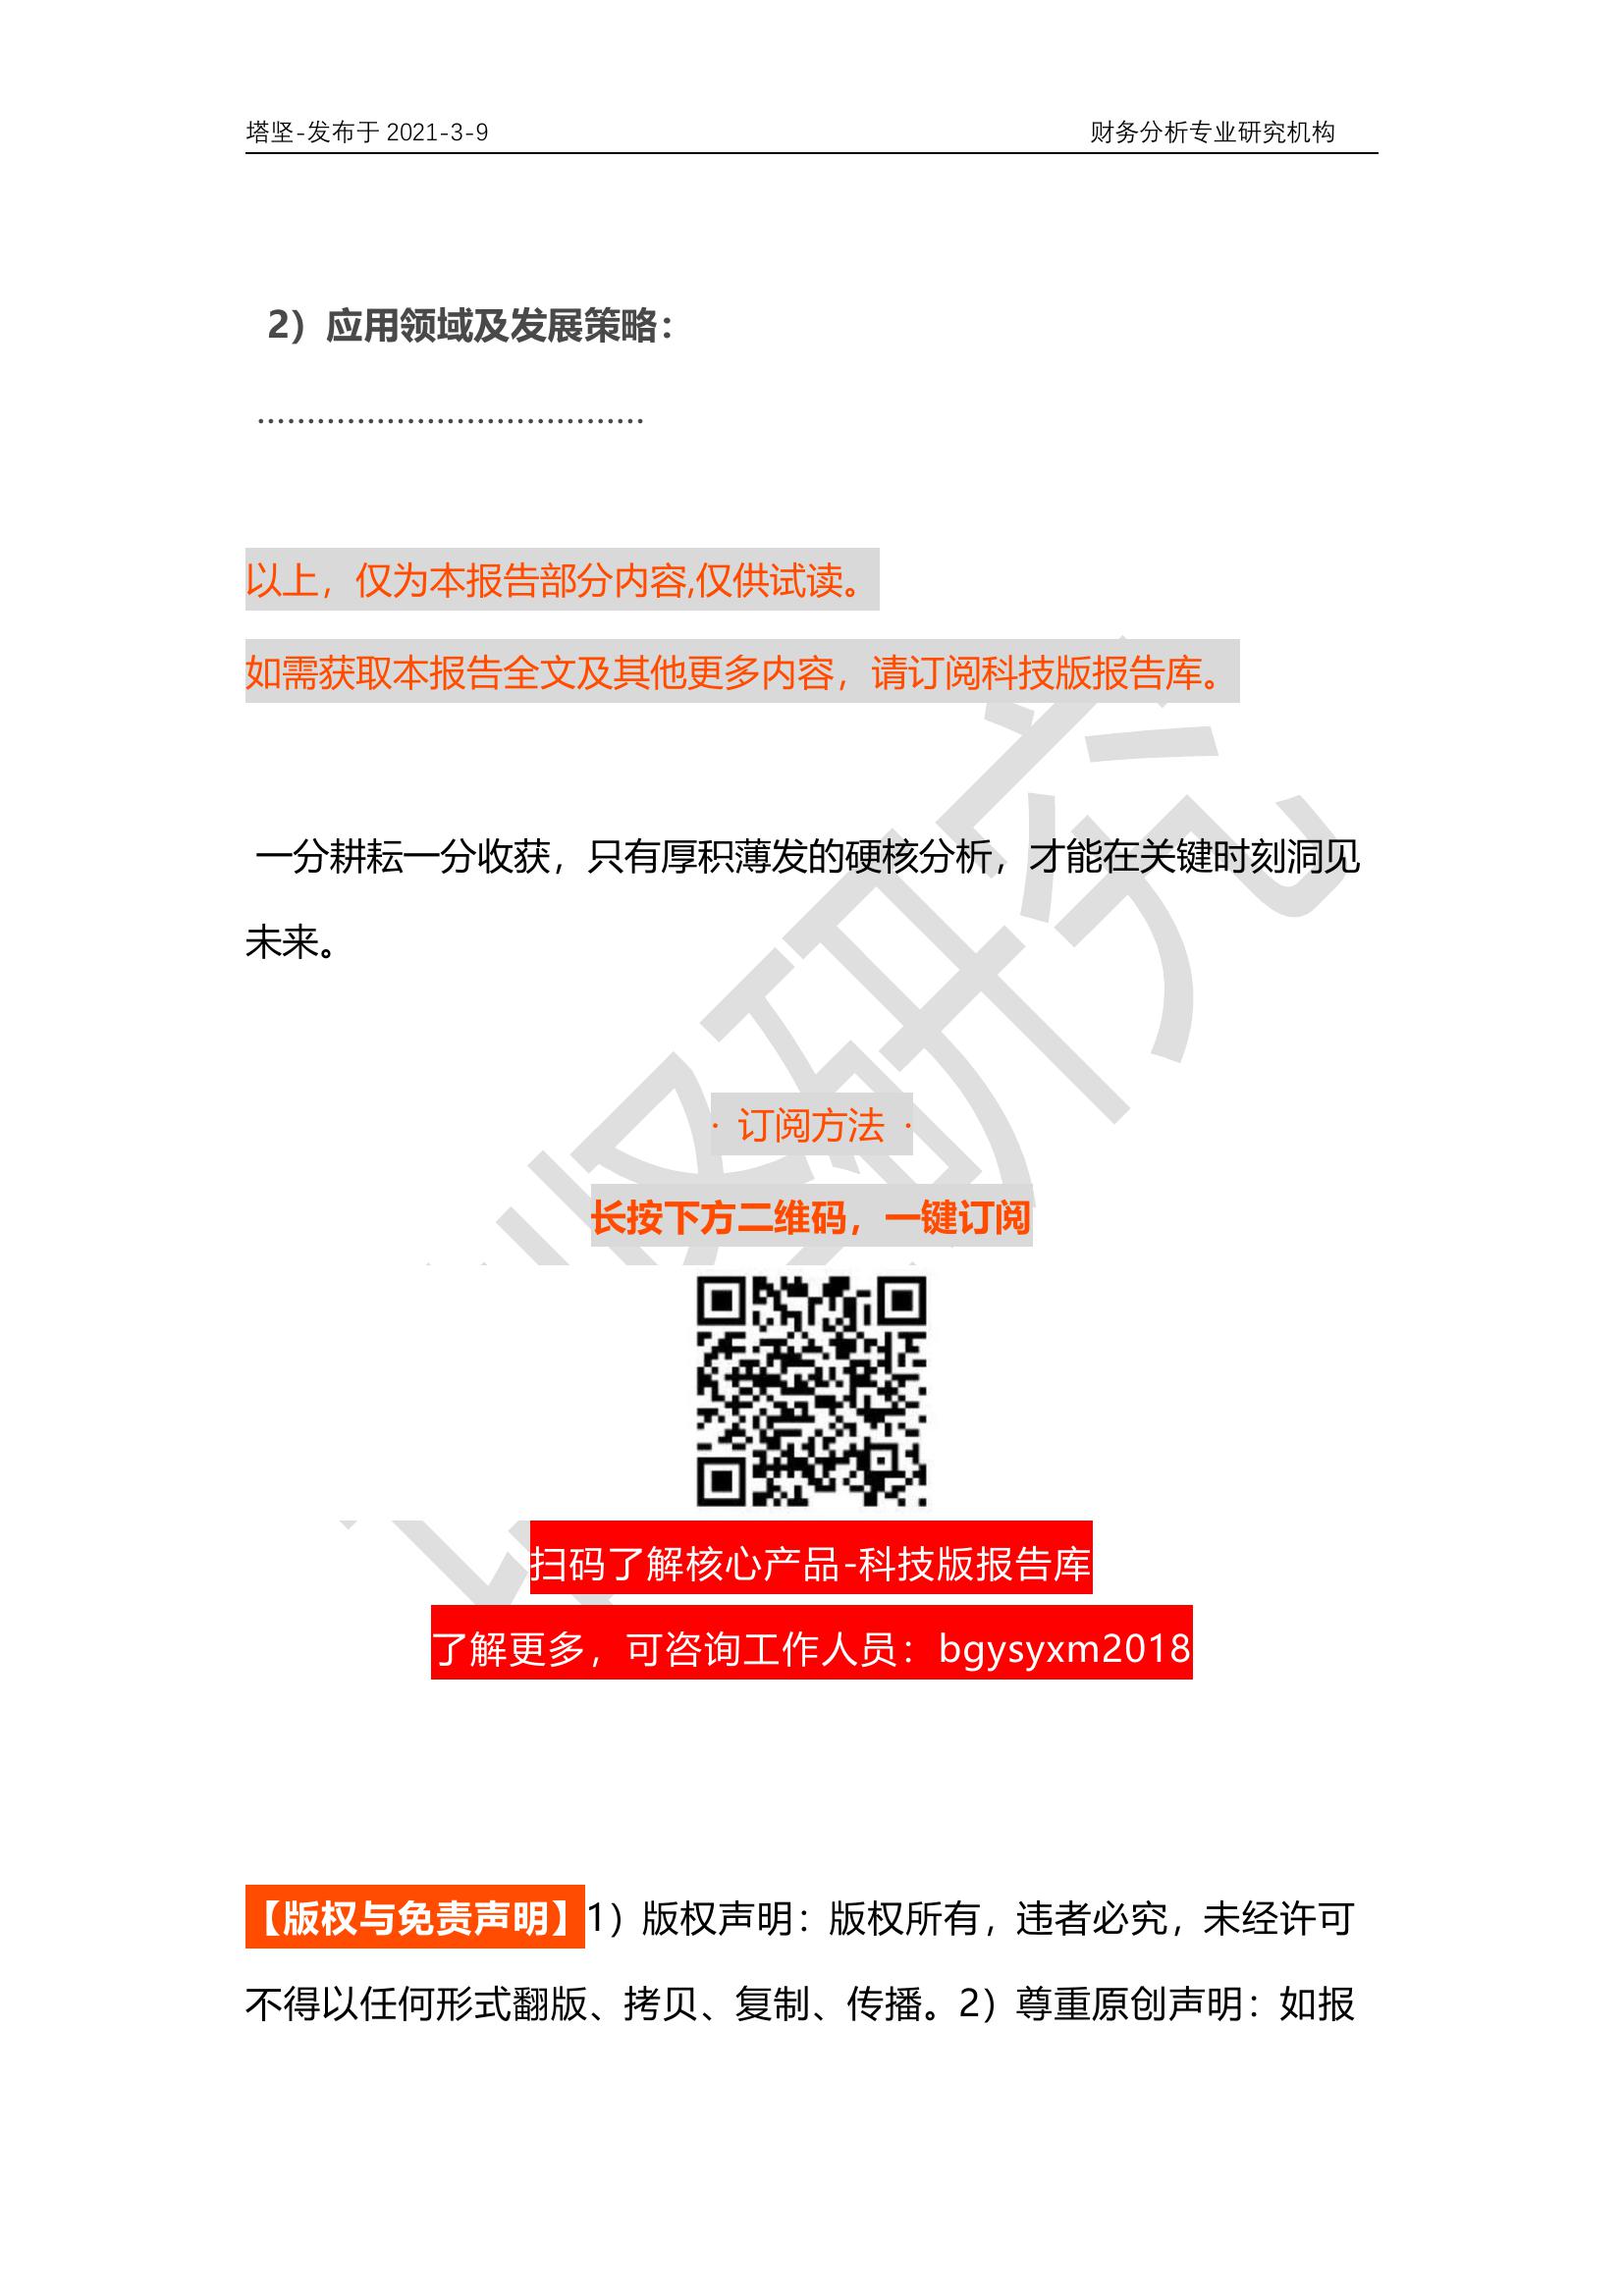 塔坚-发布于 2021-3-9 财务分析专业研究机构
2）应用领域及发展策略：
.......................................
以上，仅为本报告部分内容,仅供试读。
如需获取本报告全文及其他更多内容，请订阅科技版报告库。
一分耕耘一分收获，只有厚积薄发的硬核分析，才能在关键时刻洞见
未来。
· 订阅方法 ·
长按下方二维码，一键订阅
扫码了解核心产品-科技版报告库
了解更多，可咨询工作人员：bgysyxm2018
【版权与免责声明】1）版权声明：版权所有，违者必究，未经许可
不得以任何形式翻版、拷贝、复制、传播。2）尊重原创声明：如报
坚研究